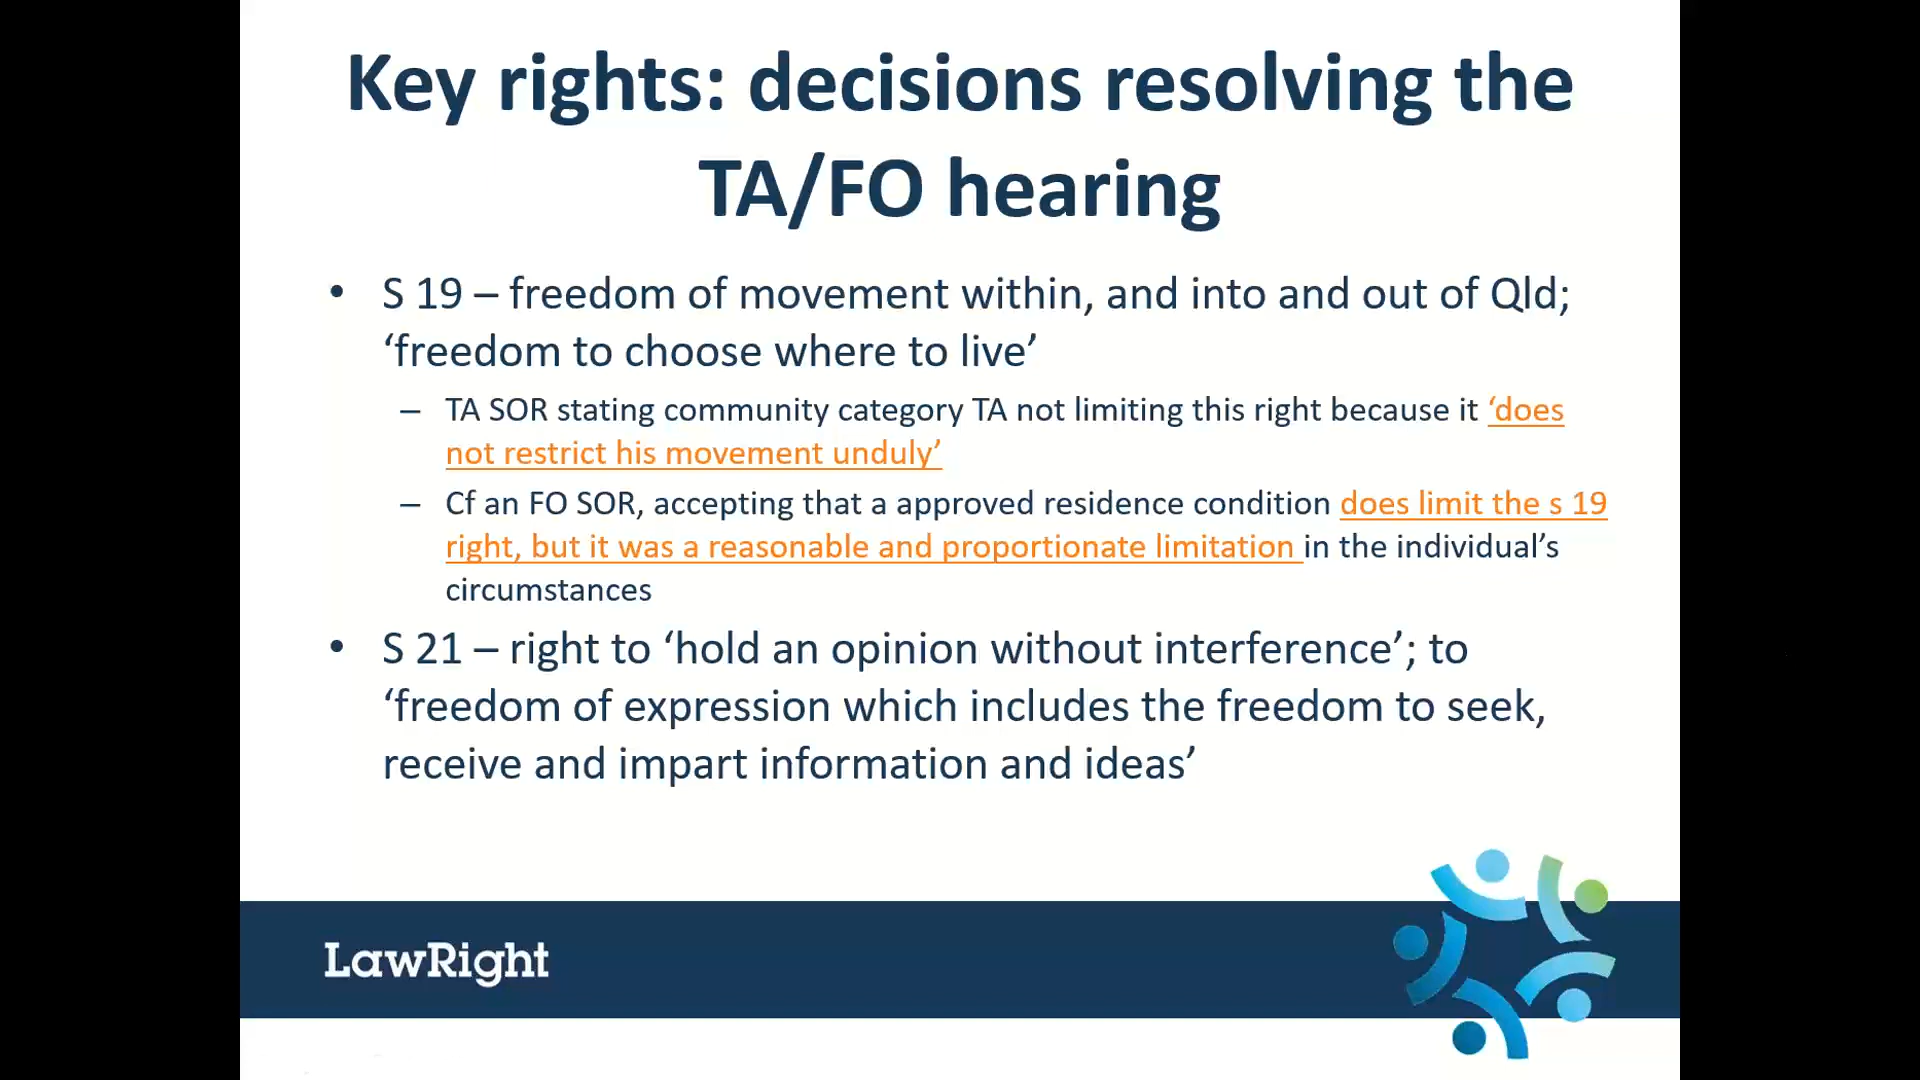 Key rights: decisions resolving the
TA/FO hearing
• S 19 – freedom of movement within, and into and out of Qld;
‘freedom to choose where to live’
– TA SOR stating community category TA not limiting this right because it ‘does
not restrict his movement unduly’
– Cf an FO SOR, accepting that a approved residence condition does limit the s 19
right, but it was a reasonable and proportionate limitation in the individual’s
circumstances
• S 21 – right to ‘hold an opinion without interference’; to
‘freedom of expression which includes the freedom to seek,
receive and impart information and ideas’
LawRight